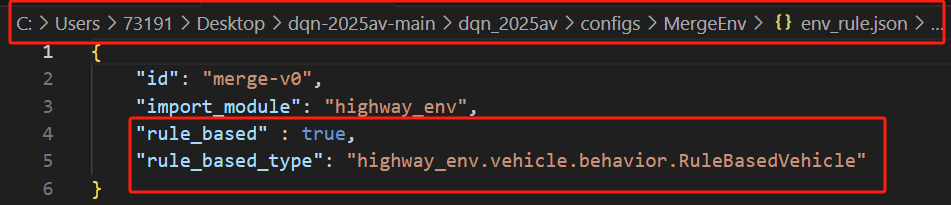 C: > Users > 73191 > Desktop > dqn-2025av-main > dqn_2025av > configs > MergeEnv > {} env_rule.json > ...
1 {
2 "id": "merge-v0",
3 "import_module": "highway_env",
4 "rule_based" : true,
5 "rule_based_type": "highway_env.vehicle.behavior.RuleBasedVehicle"
6 }